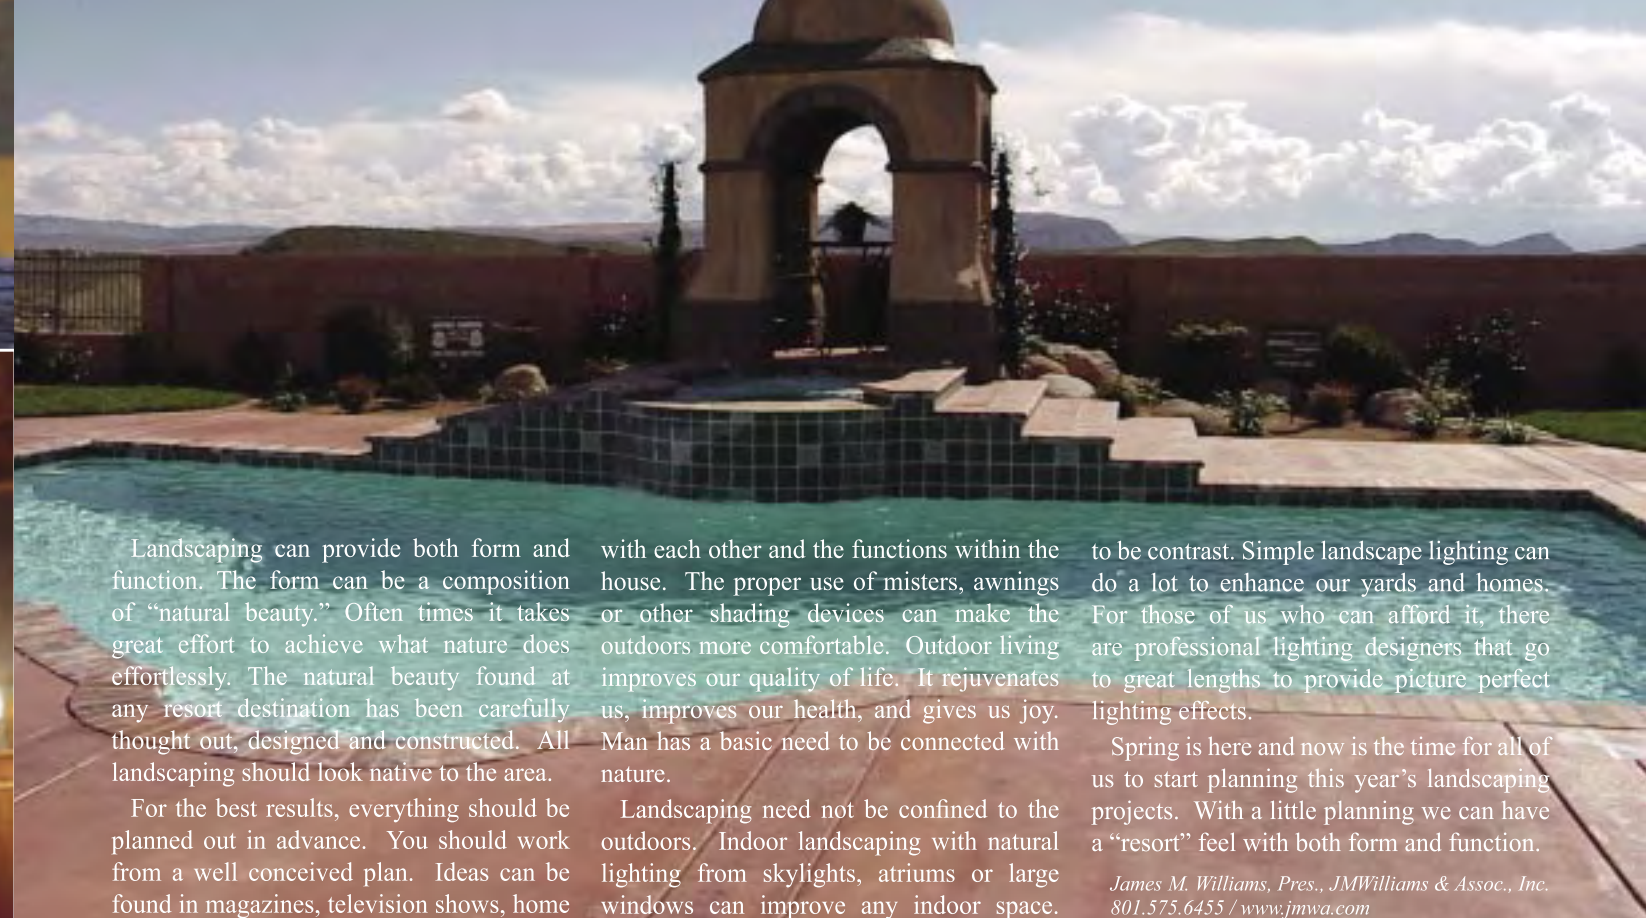 Landscaping can provide both form and
function. The form can be a composition
of “natural beauty.” Often times it takes
great effort to achieve what nature does
effortlessly. The natural beauty found at
any resort destination has been carefully
thought out, designed and constructed. All
landscaping should look native to the area.
For the best results, everything should be
planned out in advance. You should work
from a well conceived plan. Ideas can be
found in magazines, television shows, home
with each other and the functions within the
house. The proper use of misters, awnings
or other shading devices can make the
outdoors more comfortable. Outdoor living
improves our quality of life. It rejuvenates
us, improves our health, and gives us joy.
Man has a basic need to be connected with
nature.
Landscaping need not be confined to the
outdoors. Indoor landscaping with natural
lighting from skylights, atriums or large
windows can improve any indoor space.
to be contrast. Simple landscape lighting can
do a lot to enhance our yards and homes.
For those of us who can afford it, there
are professional lighting designers that go
to great lengths to provide picture perfect
lighting effects.
Spring is here and now is the time for all of
us to start planning this year’s landscaping
projects. With a little planning we can have
a “resort” feel with both form and function.
James M. Williams, Pres., JMWilliams & Assoc., Inc.
801.575.6455 / www.jmwa.com